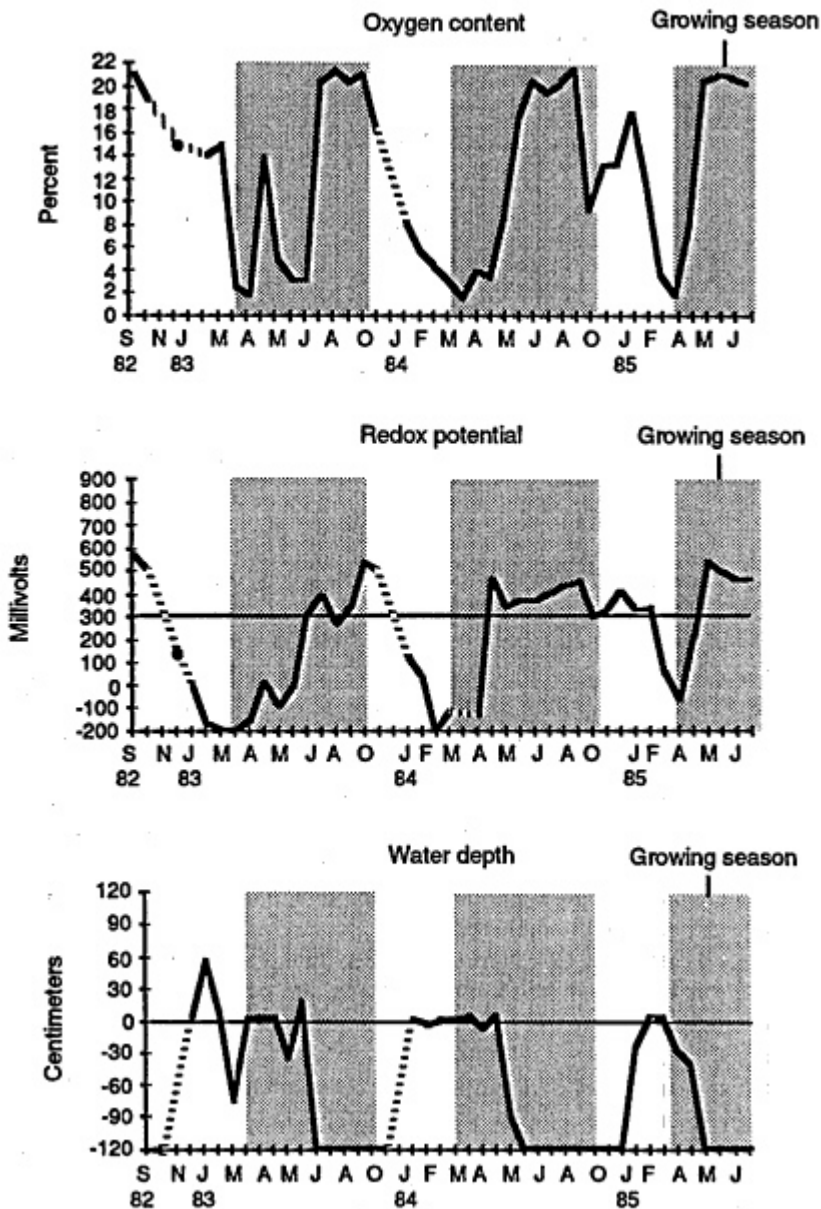 Oxygen content
Growing season
Percent
22
20
18
16
14
12
10
8
6
4
2
0
S N J M A J A O J F M M J A O F A M J
82 83 84 85
Redox potential
Growing season
Millivolts
900
800
700
600
500
400
300
200
100
0
-100
-200
S N J M A M J A O J F M A M J A O J F A M J
82 83 84 85
Water depth
Growing season
Centimeters
120
90
60
30
0
-30
-60
-90
-120
S N J M A J J A O J F M A M J A O J F A M J
82 83 84 85